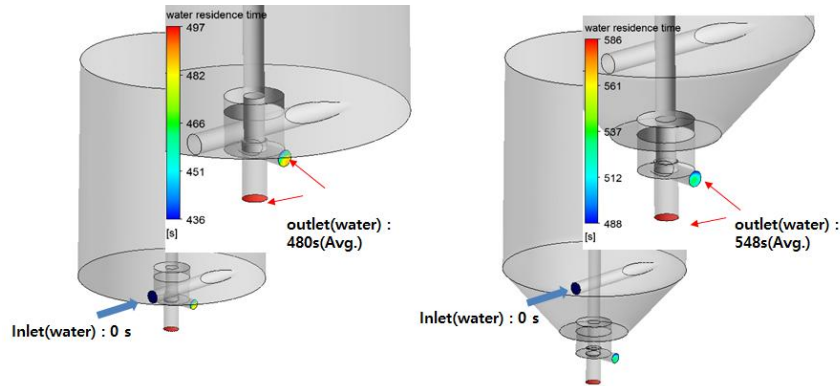 water residence time
497
482
466
451
436
[s]
outlet(water) :
480s(Avg.)
Inlet(water) : 0 s
water residence time
586
561
537
512
488
[s]
outlet(water) :
548s(Avg.)
Inlet(water) : 0 s